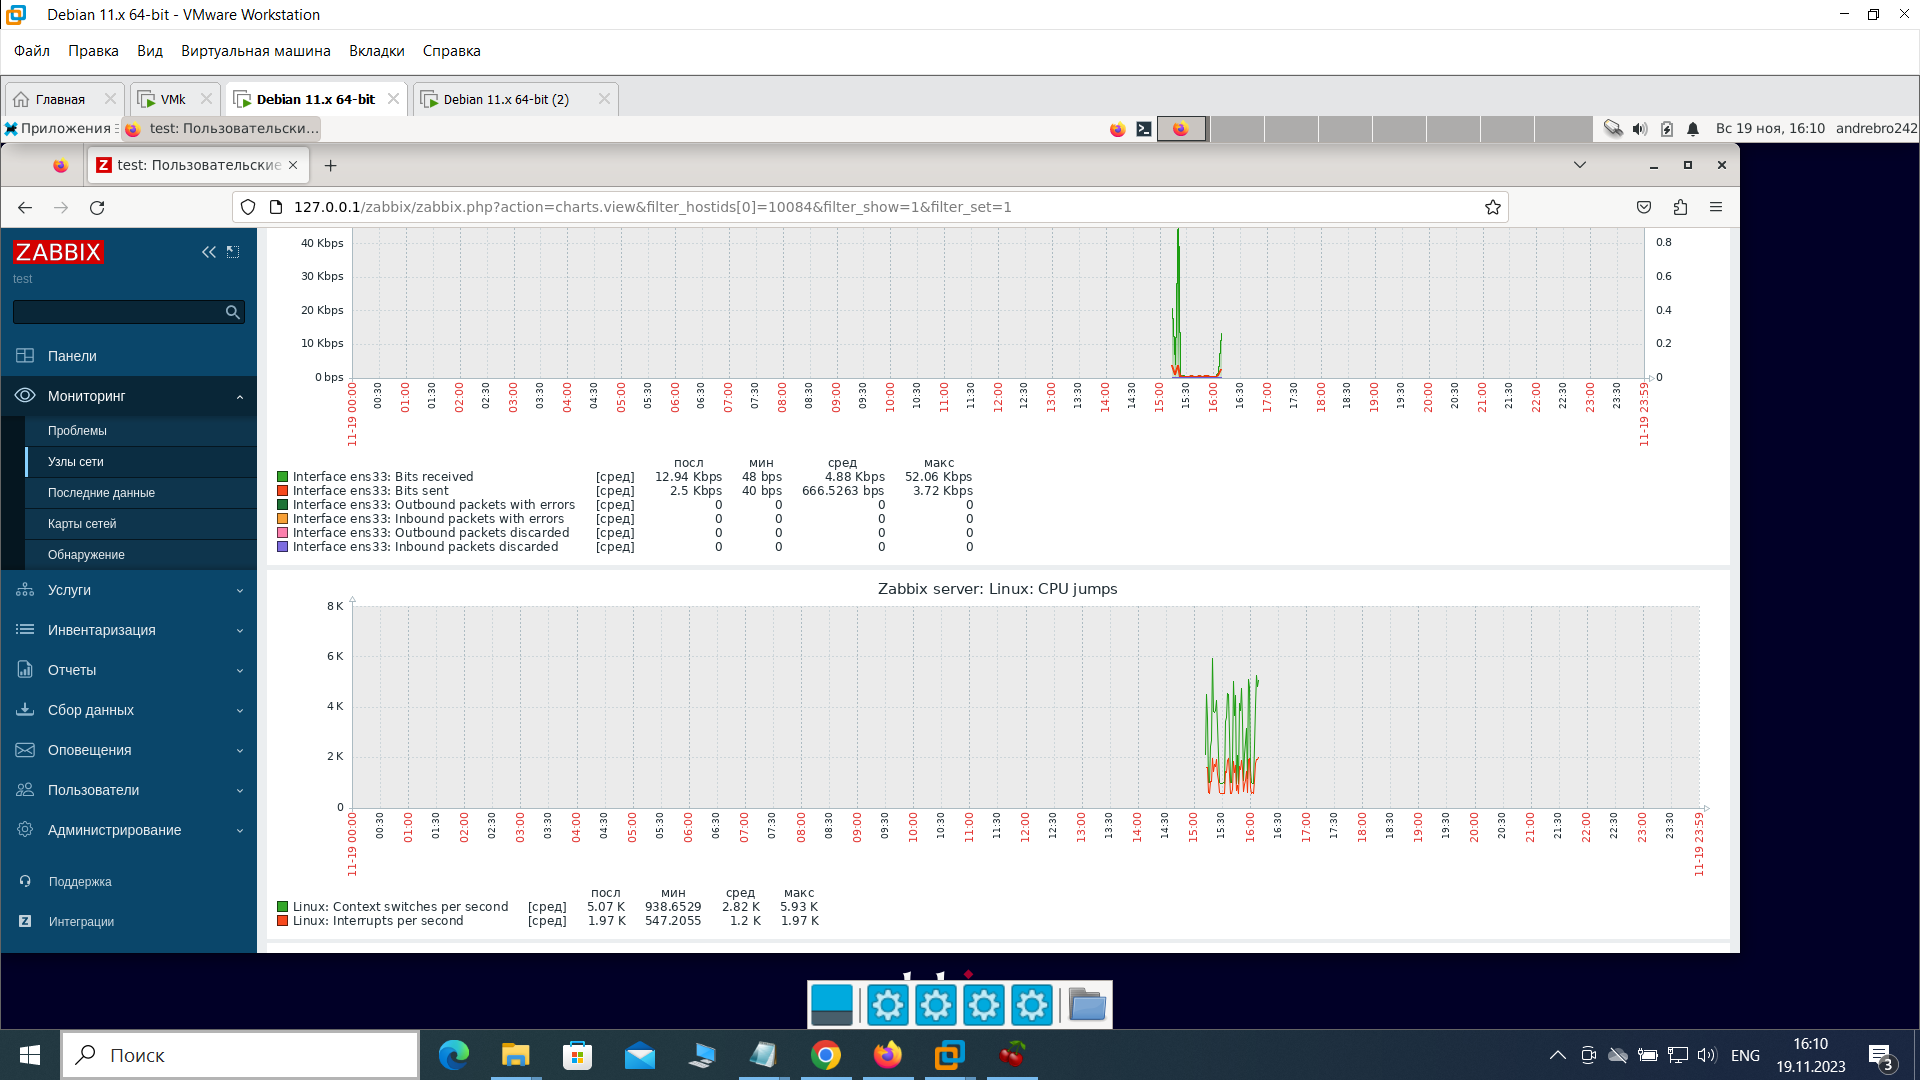 Debian 11.x 64-bit - VMware Workstation
Файл Правка Вид Виртуальная машина Вкладки Справка
Главная VMk Debian 11.x 64-bit Debian 11.x 64-bit (2)
Приложения test: Пользовательски... Вс 19 ноя, 16:10 andrebro242
test: Пользовательские
127.0.0.1/zabbix/zabbix.php?action=charts.view&filter_hostids[0]=10084&filter_show=1&filter_set=1
ZABBIX
test
Панели
Мониторинг
Проблемы
Узлы сети
Последние данные
Карты сетей
Обнаружение
Услуги
Инвентаризация
Отчеты
Сбор данных
Оповещения
Пользователи
Администрирование
Поддержка
Интеграции
40 Kbps 0.8
30 Kbps 0.6
20 Kbps 0.4
10 Kbps 0.2
0 bps 0
11-19 00:00 00:30 01:00 01:30 02:00 02:30 03:00 03:30 04:00 04:30 05:00 05:30 06:00 06:30 07:00 07:30 08:00 08:30 09:00 09:30 10:00 10:30 11:00 11:30 12:00 12:30 13:00 13:30 14:00 14:30 15:00 15:30 16:00 16:30 17:00 17:30 18:00 18:30 19:00 19:30 20:00 20:30 21:00 21:30 22:00 22:30 23:00 23:30 11-19 23:59
посл мин сред макс
Interface ens33: Bits received [сред] 12.94 Kbps 48 bps 4.88 Kbps 52.06 Kbps
Interface ens33: Bits sent [сред] 2.5 Kbps 40 bps 666.5263 bps 3.72 Kbps
Interface ens33: Outbound packets with errors [сред] 0 0 0 0
Interface ens33: Inbound packets with errors [сред] 0 0 0 0
Interface ens33: Outbound packets discarded [сред] 0 0 0 0
Interface ens33: Inbound packets discarded [сред] 0 0 0 0
Zabbix server: Linux: CPU jumps
8 K
6 K
4 K
2 K
0
11-19 00:00 00:30 01:00 01:30 02:00 02:30 03:00 03:30 04:00 04:30 05:00 05:30 06:00 06:30 07:00 07:30 08:00 08:30 09:00 09:30 10:00 10:30 11:00 11:30 12:00 12:30 13:00 13:30 14:00 14:30 15:00 15:30 16:00 16:30 17:00 17:30 18:00 18:30 19:00 19:30 20:00 20:30 21:00 21:30 22:00 22:30 23:00 23:30 11-19 23:59
посл мин сред макс
Linux: Context switches per second [сред] 5.07 K 938.6529 2.82 K 5.93 K
Linux: Interrupts per second [сред] 1.97 K 547.2055 1.2 K 1.97 K
Поиск
ENG
16:10
19.11.2023
3